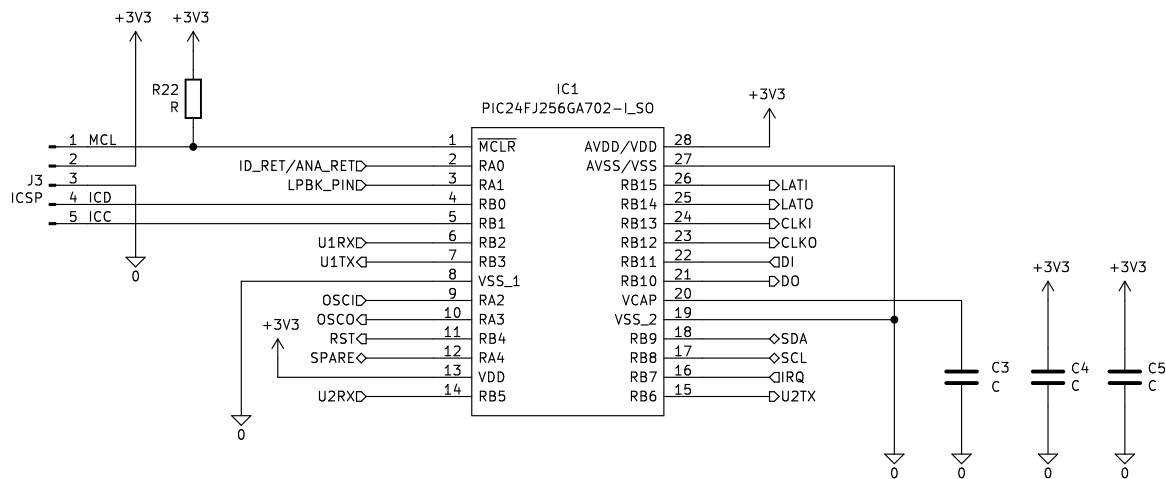 +3V3 +3V3
R22
R
IC1
PIC24FJ256GA702-I_SO
+3V3
J3
ICSP
1 MCL
2
3
4 ICD
5 ICC
0
1 MCLR
ID_RET/ANA_RET 2 RA0
LPBK_PIN 3 RA1
4 RB0
5 RB1
U1RX 6 RB2
U1TX 7 RB3
8 VSS_1
OSCI 9 RA2
OSCO 10 RA3
RST 11 RB4
SPARE 12 RA4
13 VDD
U2RX 14 RB5
+3V3
0
AVDD/VDD 28
AVSS/VSS 27
RB15 26 LATI
RB14 25 LATO
RB13 24 CLKI
RB12 23 CLKO
RB11 22 DI
RB10 21 DO
VCAP 20
VSS_2 19
RB9 18 SDA
RB8 17 SCL
RB7 16 IRQ
RB6 15 U2TX
0
C3
C
0
+3V3
C4
C
0
+3V3
C5
C
0